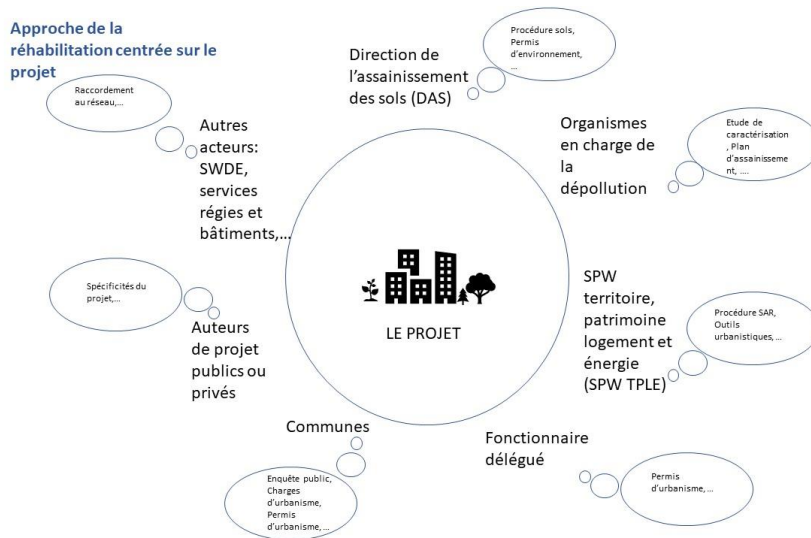 Approche de la
réhabilitation centrée sur le
projet
Raccordement
au réseau,...
Autres
acteurs:
SWDE,
services
régies et
bâtiments,...
Direction de
l'assainissement
des sols (DAS)
Procédure sols,
Permis
d'environnement,
...
Organismes
en charge de
la
dépollution
Etude de
caractérisation
, Plan
d'assainisseme
nt, ....
Spécificités du
projet,...
Auteurs
de projet
publics ou
privés
LE PROJET
SPW
territoire,
patrimoine
logement et
énergie
(SPW TPLE)
Procédure SAR,
Outils
urbanistiques, ...
Communes
Enquête public,
Charges
d'urbanisme,
Permis
d'urbanisme, ...
Fonctionnaire
délégué
Permis
d'urbanisme, ...